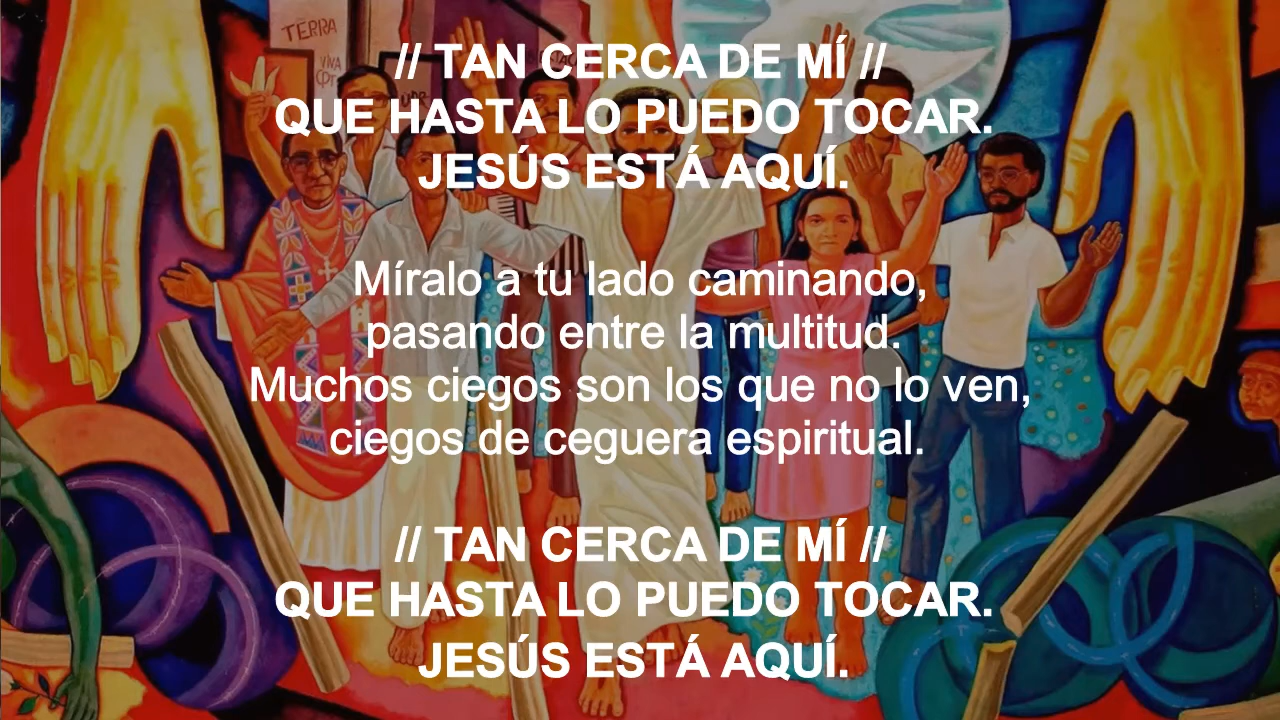 TERRA
VIVA
CPT
// TAN CERCA DE MÍ //
QUE HASTA LO PUEDO TOCAR.
JESÚS ESTÁ AQUÍ.
Míralo a tu lado caminando,
pasando entre la multitud.
Muchos ciegos son los que no lo ven,
ciegos de ceguera espiritual.
// TAN CERCA DE MÍ //
QUE HASTA LO PUEDO TOCAR.
JESÚS ESTÁ AQUÍ.